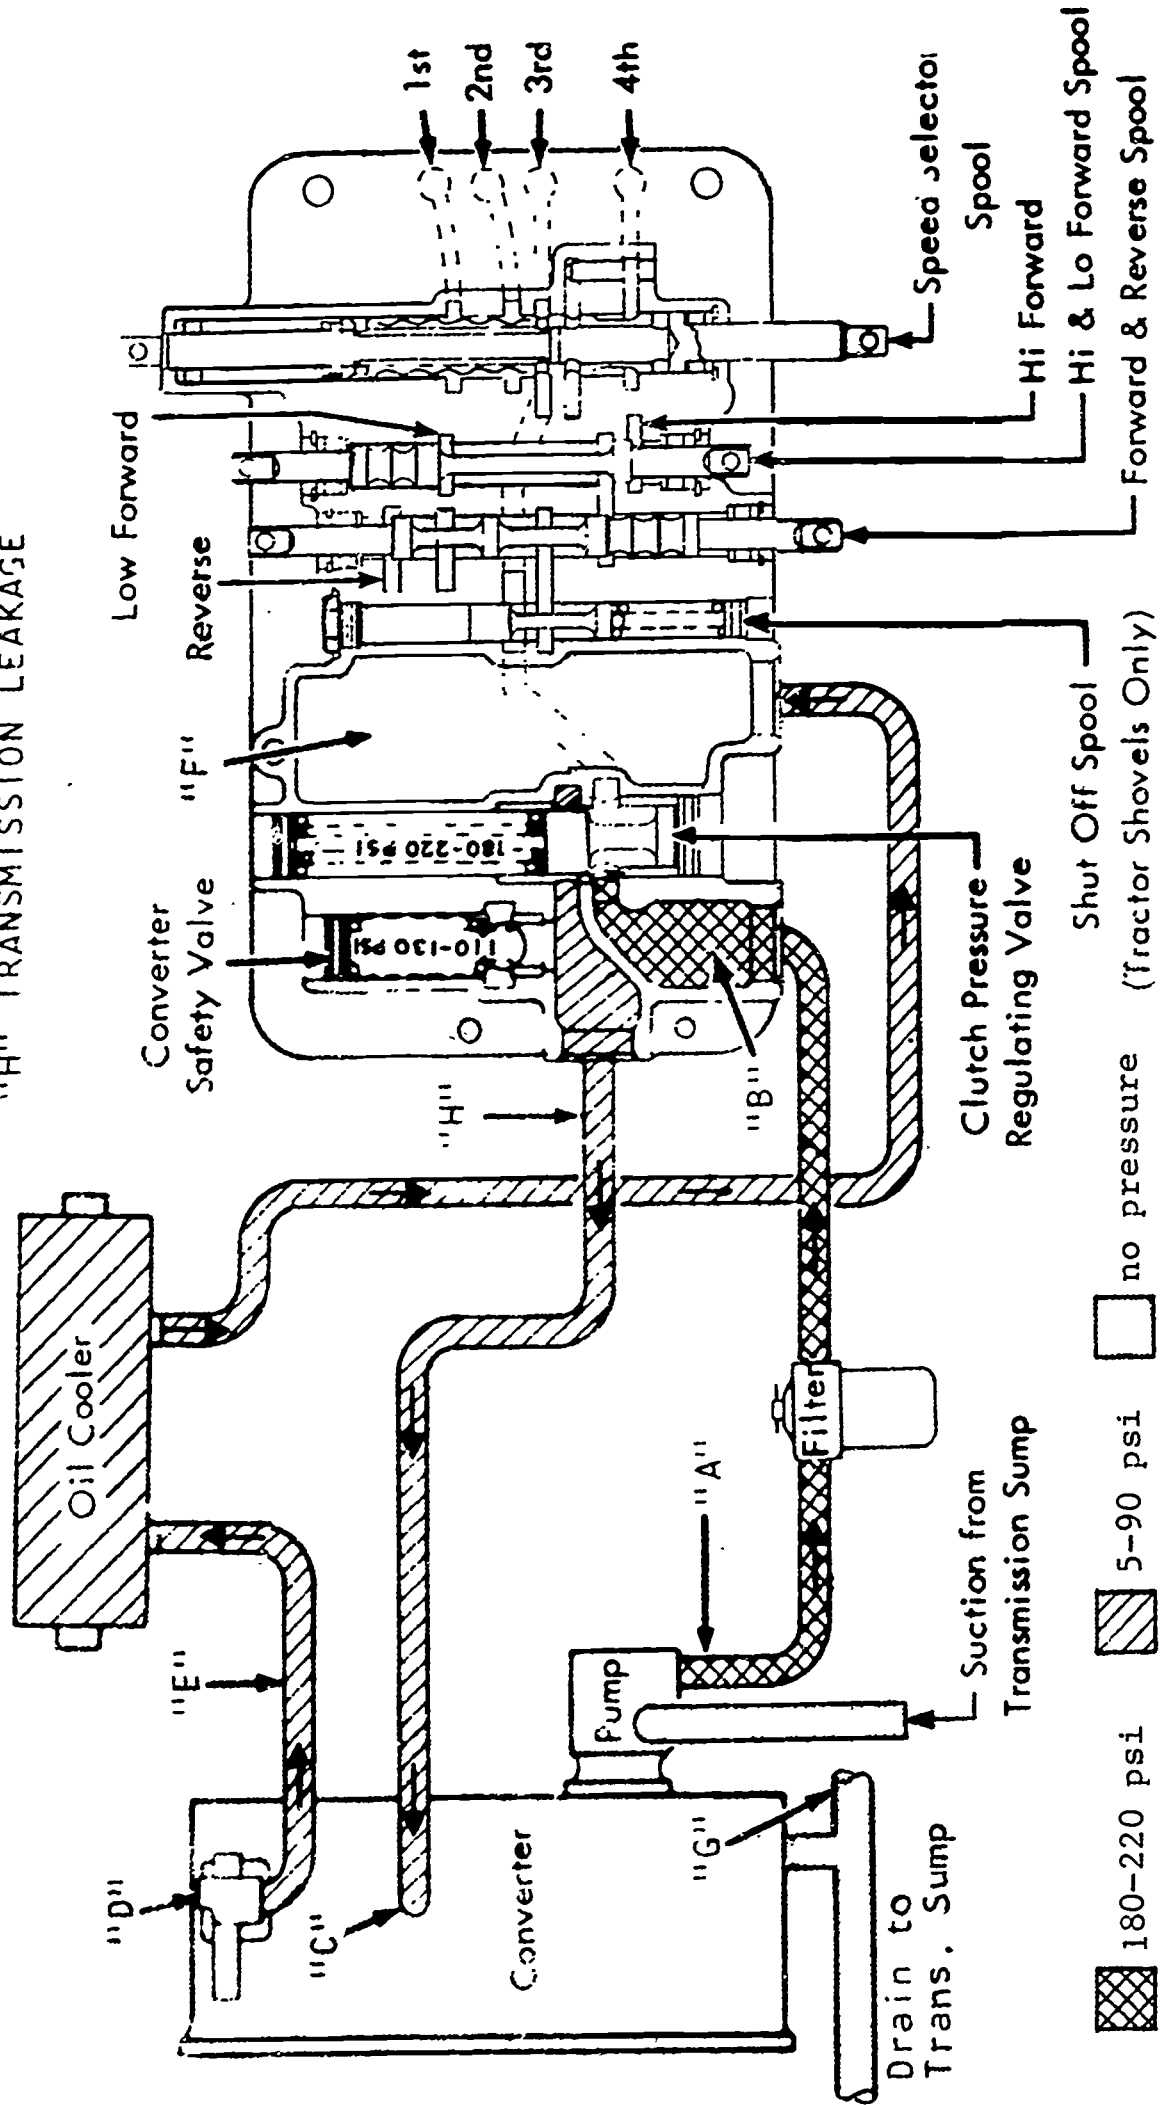 "H" TRANSMISSION LEAKAGE
Oil Cooler
"E"
"D"
"C"
Converter
"G"
Drain to
Trans. Sump
Pump
"A"
Suction from
Transmission Sump
Filter
"H"
"B"
Converter
Safety Valve
110-130 PSI
180-220 PSI
"F"
Reverse
Low Forward
1st
2nd
3rd
4th
Speed Selector
Spool
Hi Forward
Hi & Lo Forward Spool
Forward & Reverse Spool
Shut Off Spool
(Tractor Shovels Only)
Clutch Pressure
Regulating Valve
180-220 psi
5-90 psi
no pressure